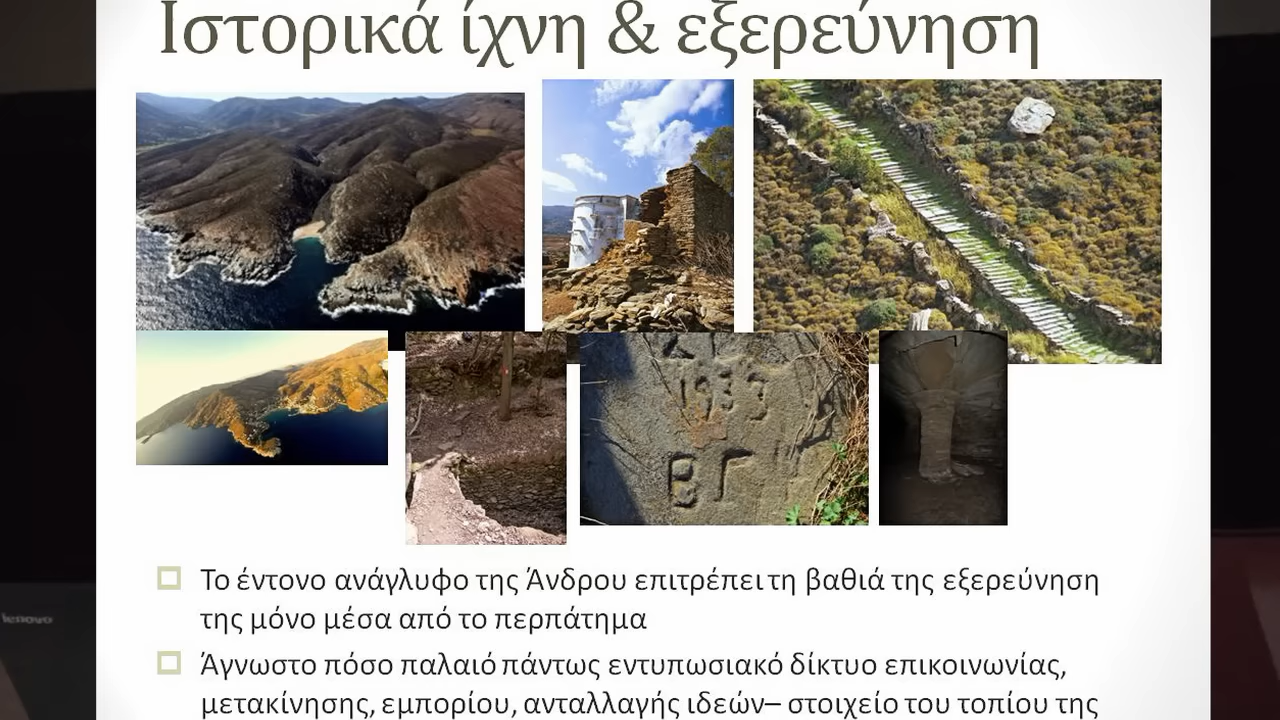 Ιστορικά ίχνη & εξερεύνηση
1933
ΒΓ
Το έντονο ανάγλυφο της Άνδρου επιτρέπει τη βαθιά της εξερεύνηση
της μόνο μέσα από το περπάτημα
Άγνωστο πόσο παλαιό πάντως εντυπωσιακό δίκτυο επικοινωνίας,
μετακίνησης, εμπορίου, ανταλλαγής ιδεών– στοιχείο του τοπίου της
lenovo